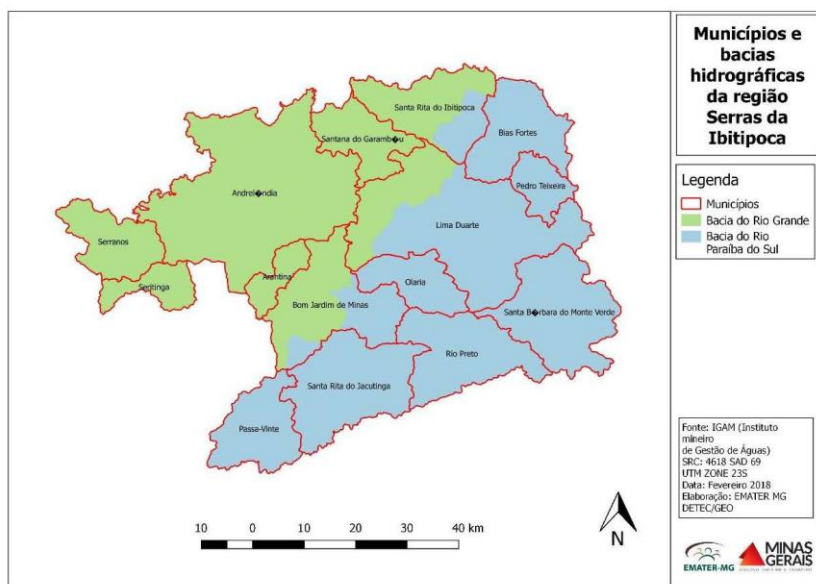 Municípios e
bacias
hidrográficas
da região
Serras da
Ibitipoca
Legenda
Municípios
Bacia do Rio Grande
Bacia do Rio
Paraíba do Sul
Santa Rita do Ibitipoca
Bias Fortes
Santana do Garamb�u
Pedro Teixeira
Andrel�ndia
Lima Duarte
Serranos
Arantina
Olaria
Seritinga
Bom Jardim de Minas
Santa B�rbara do Monte Verde
Rio Preto
Santa Rita do Jacutinga
Passa-Vinte
10 0 10 20 30 40 km
N
Fonte: IGAM (Instituto
mineiro
de Gestão de Águas)
SRC: 4618 SAD 69
UTM ZONE 23S
Data: Fevereiro 2018
Elaboração: EMATER MG
DETEC/GEO
EMATER-MG
MINAS
GERAIS